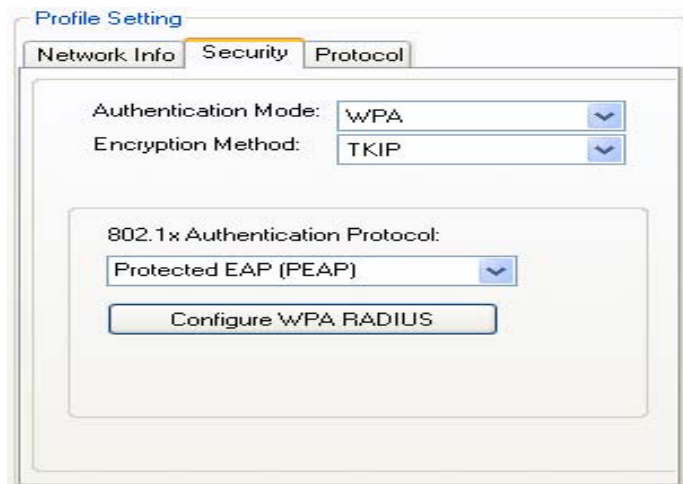 Profile Setting
Network Info Security Protocol
Authentication Mode: WPA
Encryption Method: TKIP
802.1x Authentication Protocol:
Protected EAP (PEAP)
Configure WPA RADIUS